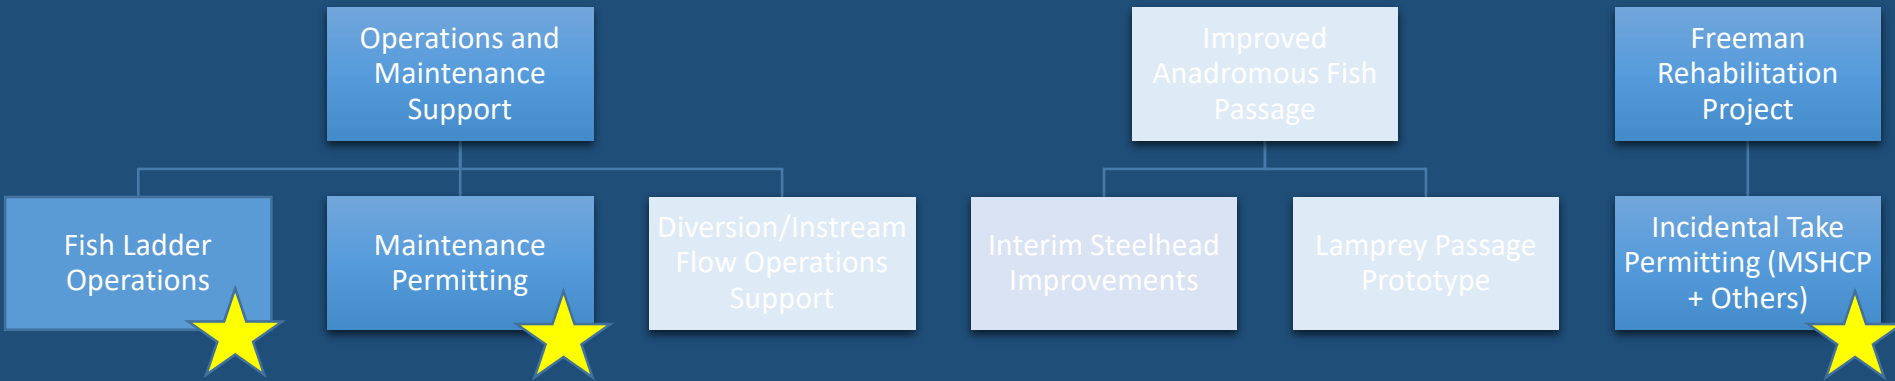 Operations and
Maintenance
Support
Improved
Anadromous Fish
Passage
Freeman
Rehabilitation
Project
Fish Ladder
Operations
Maintenance
Permitting
Diversion/Instream
Flow Operations
Support
Interim Steelhead
Improvements
Lamprey Passage
Prototype
Incidental Take
Permitting (MSHCP
+ Others)